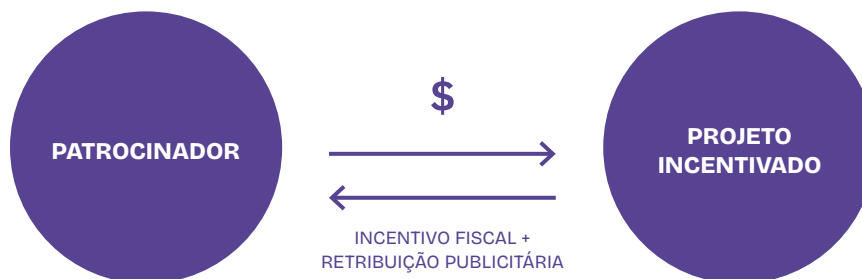 PATROCINADOR
$
PROJETO
INCENTIVADO
INCENTIVO FISCAL +
RETRIBUIÇÃO PUBLICITÁRIA